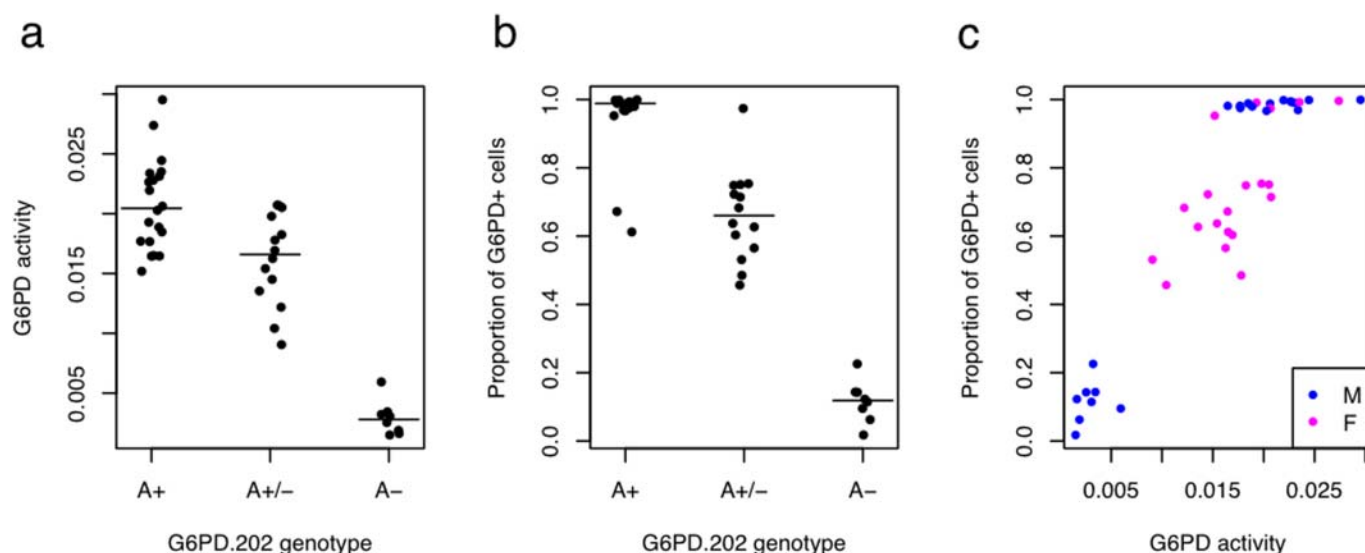 a
G6PD activity
0.005
0.015
0.025
A+
A+/−
A−
G6PD.202 genotype
b
Proportion of G6PD+ cells
0.0
0.2
0.4
0.6
0.8
1.0
A+
A+/−
A−
G6PD.202 genotype
c
Proportion of G6PD+ cells
0.0
0.2
0.4
0.6
0.8
1.0
M
F
0.005
0.015
0.025
G6PD activity